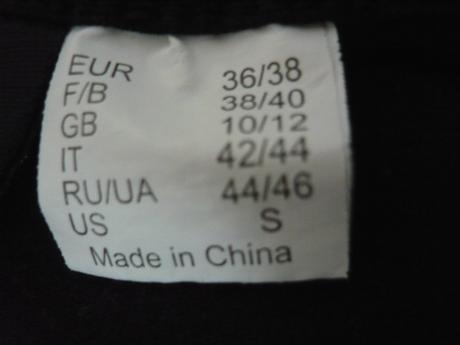 EUR 36/38
F/B 38/40
GB 10/12
IT 42/44
RU/UA 44/46
US S
Made in China